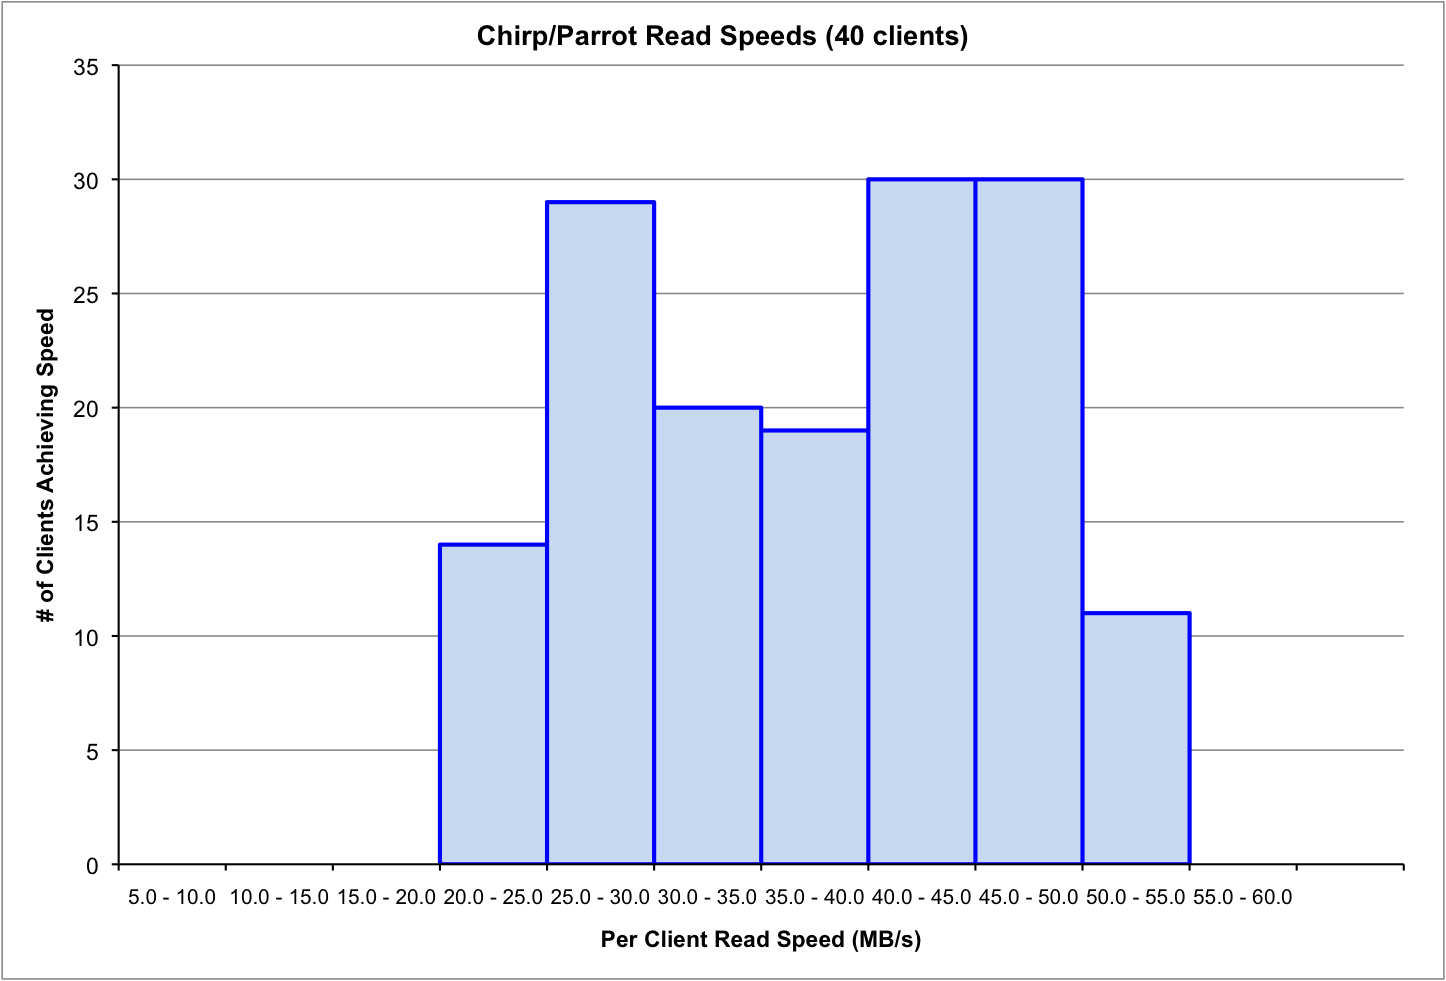 Chirp/Parrot Read Speeds (40 clients)
35
30
25
20
15
10
5
0
# of Clients Achieving Speed
5.0 - 10.0 10.0 - 15.0 15.0 - 20.0 20.0 - 25.0 25.0 - 30.0 30.0 - 35.0 35.0 - 40.0 40.0 - 45.0 45.0 - 50.0 50.0 - 55.0 55.0 - 60.0
Per Client Read Speed (MB/s)